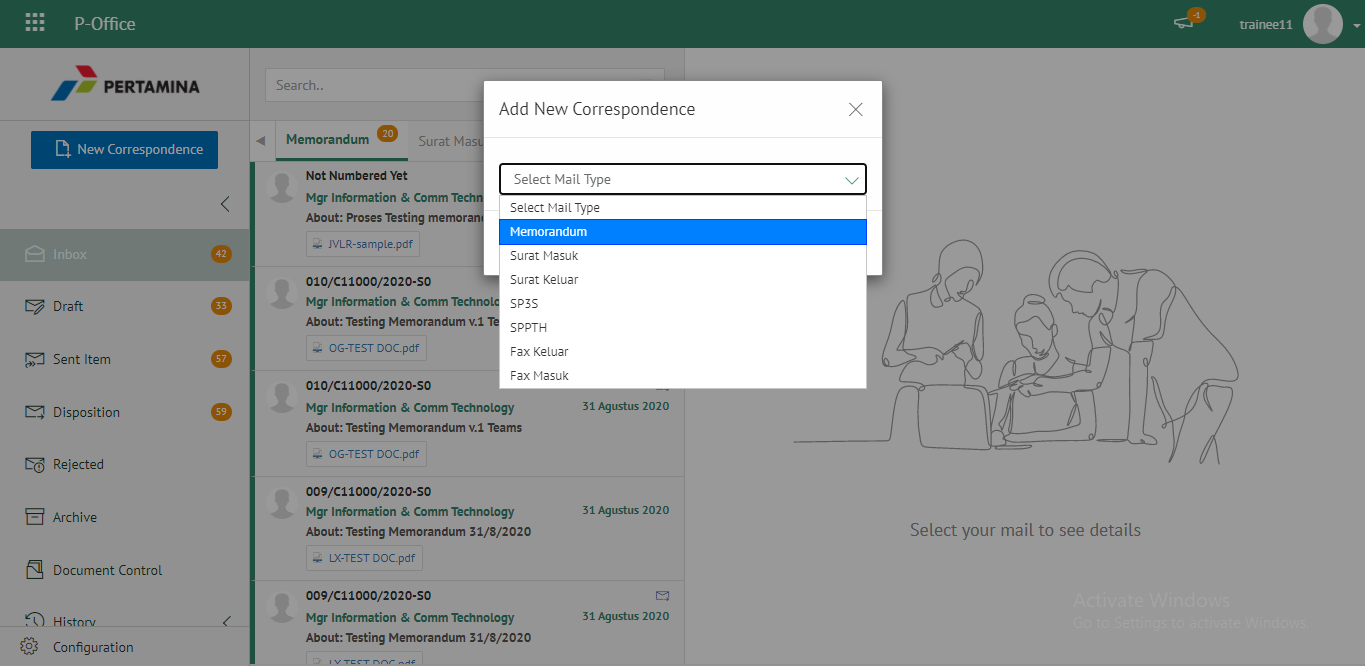 P-Office
-1
trainee11
PERTAMINA
New Correspondence
Inbox 42
Draft 33
Sent Item 57
Disposition 59
Rejected
Archive
Document Control
History
Configuration
Search..
Memorandum 20
Surat Masu
Not Numbered Yet
Mgr Information & Comm Techn
About: Proses Testing memoran
JVLR-sample.pdf
010/C11000/2020-S0
Mgr Information & Comm Technolo
About: Testing Memorandum v.1 Te
OG-TEST DOC.pdf
010/C11000/2020-S0
Mgr Information & Comm Technology
31 Agustus 2020
About: Testing Memorandum v.1 Teams
OG-TEST DOC.pdf
009/C11000/2020-S0
Mgr Information & Comm Technology
31 Agustus 2020
About: Testing Memorandum 31/8/2020
LX-TEST DOC.pdf
009/C11000/2020-S0
Mgr Information & Comm Technology
31 Agustus 2020
About: Testing Memorandum 31/8/2020
LX-TEST DOC.pdf
Add New Correspondence
Select Mail Type
Select Mail Type
Memorandum
Surat Masuk
Surat Keluar
SP3S
SPPTH
Fax Keluar
Fax Masuk
Select your mail to see details
Activate Windows
Go to Settings to activate Windows.